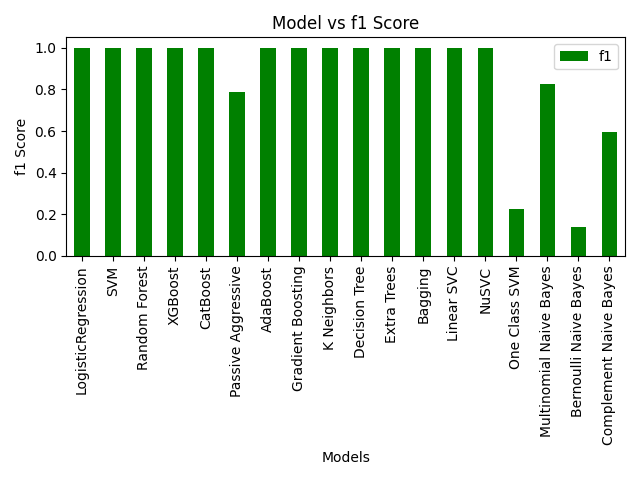 Model vs f1 Score
f1 Score
1.0
0.8
0.6
0.4
0.2
0.0
f1
LogisticRegression
SVM
Random Forest
XGBoost
CatBoost
Passive Aggressive
AdaBoost
Gradient Boosting
K Neighbors
Decision Tree
Extra Trees
Bagging
Linear SVC
NuSVC
One Class SVM
Multinomial Naive Bayes
Bernoulli Naive Bayes
Complement Naive Bayes
Models